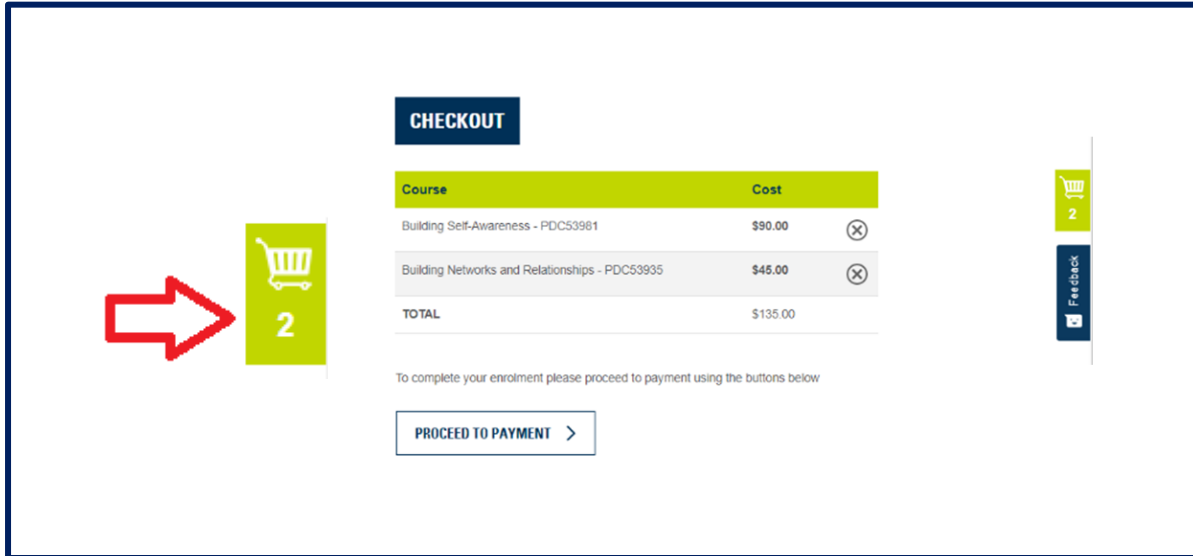 CHECKOUT
Course Cost
Building Self-Awareness - PDC53981 $90.00
Building Networks and Relationships - PDC53935 $45.00
TOTAL $135.00
To complete your enrolment please proceed to payment using the buttons below
PROCEED TO PAYMENT
2
2
Feedback